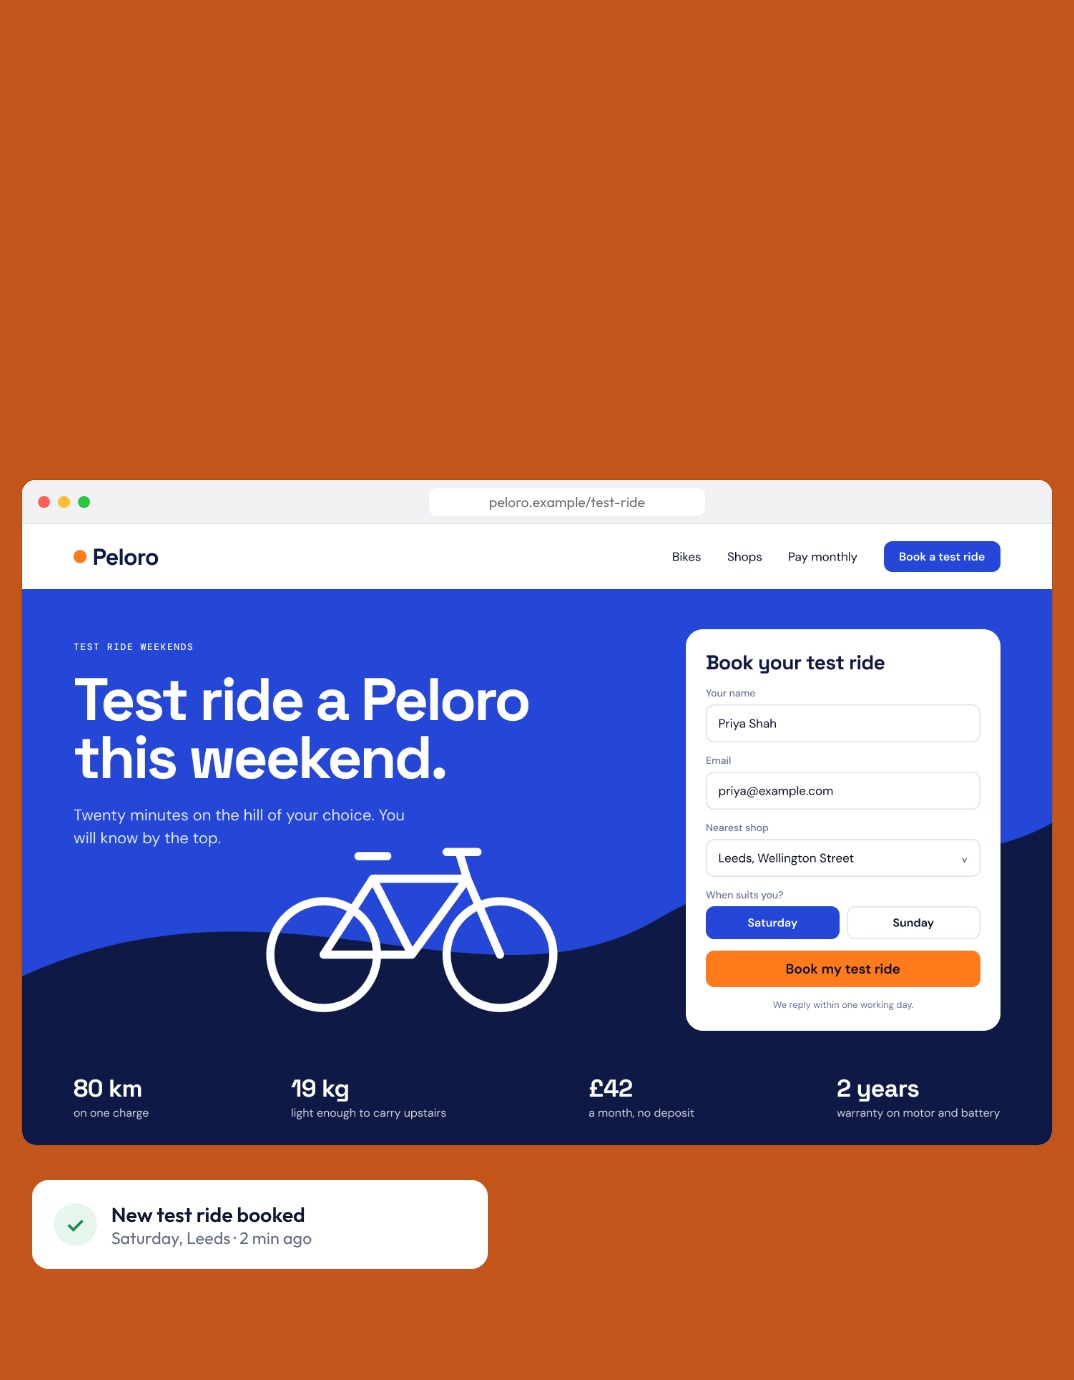 peloro.example/test-ride
Peloro
Bikes
Shops
Pay monthly
Book a test ride
TEST RIDE WEEKENDS
Test ride a Peloro
this weekend.
Twenty minutes on the hill of your choice. You
will know by the top.
Book your test ride
Your name
Priya Shah
Email
priya@example.com
Nearest shop
Leeds, Wellington Street
When suits you?
Saturday
Sunday
Book my test ride
We reply within one working day.
80 km
on one charge
19 kg
light enough to carry upstairs
£42
a month, no deposit
2 years
warranty on motor and battery
New test ride booked
Saturday, Leeds · 2 min ago